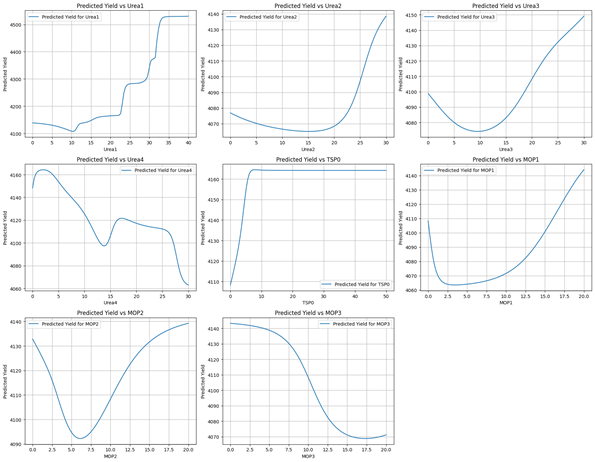 Predicted Yield vs Urea1
Predicted Yield vs Urea2
Predicted Yield vs Urea3
Predicted Yield for Urea1
Predicted Yield for Urea2
Predicted Yield for Urea3
Predicted Yield
4500
4400
4300
4200
4100
0 5 10 15 20 25 30 35 40
Urea1
Predicted Yield
4140
4130
4120
4110
4100
4090
4080
4070
0 5 10 15 20 25 30
Urea2
Predicted Yield
4150
4140
4130
4120
4110
4100
4090
4080
0 5 10 15 20 25 30
Urea3
Predicted Yield vs Urea4
Predicted Yield vs TSP0
Predicted Yield vs MOP1
Predicted Yield for Urea4
Predicted Yield for TSP0
Predicted Yield for MOP1
Predicted Yield
4160
4140
4120
4100
4080
4060
0 5 10 15 20 25 30
Urea4
Predicted Yield
4160
4150
4140
4130
4120
4110
0 10 20 30 40 50
TSP0
Predicted Yield
4140
4130
4120
4110
4100
4090
4080
4070
4060
0.0 2.5 5.0 7.5 10.0 12.5 15.0 17.5 20.0
MOP1
Predicted Yield vs MOP2
Predicted Yield vs MOP3
Predicted Yield for MOP2
Predicted Yield for MOP3
Predicted Yield
4140
4130
4120
4110
4100
4090
0.0 2.5 5.0 7.5 10.0 12.5 15.0 17.5 20.0
MOP2
Predicted Yield
4140
4130
4120
4110
4100
4090
4080
4070
0.0 2.5 5.0 7.5 10.0 12.5 15.0 17.5 20.0
MOP3